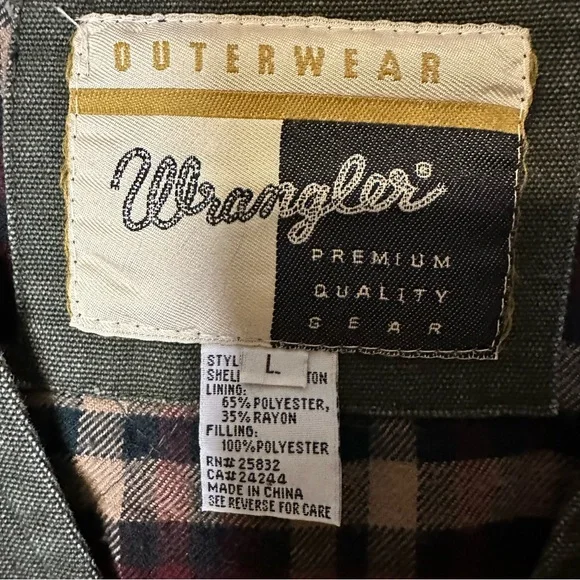 OUTERWEAR
Wrangler®
PREMIUM
QUALITY
GEAR
L
LINING:
65% POLYESTER,
35% RAYON
FILLING:
100% POLYESTER
RN# 25832
CA# 24244
MADE IN CHINA
SEE REVERSE FOR CARE